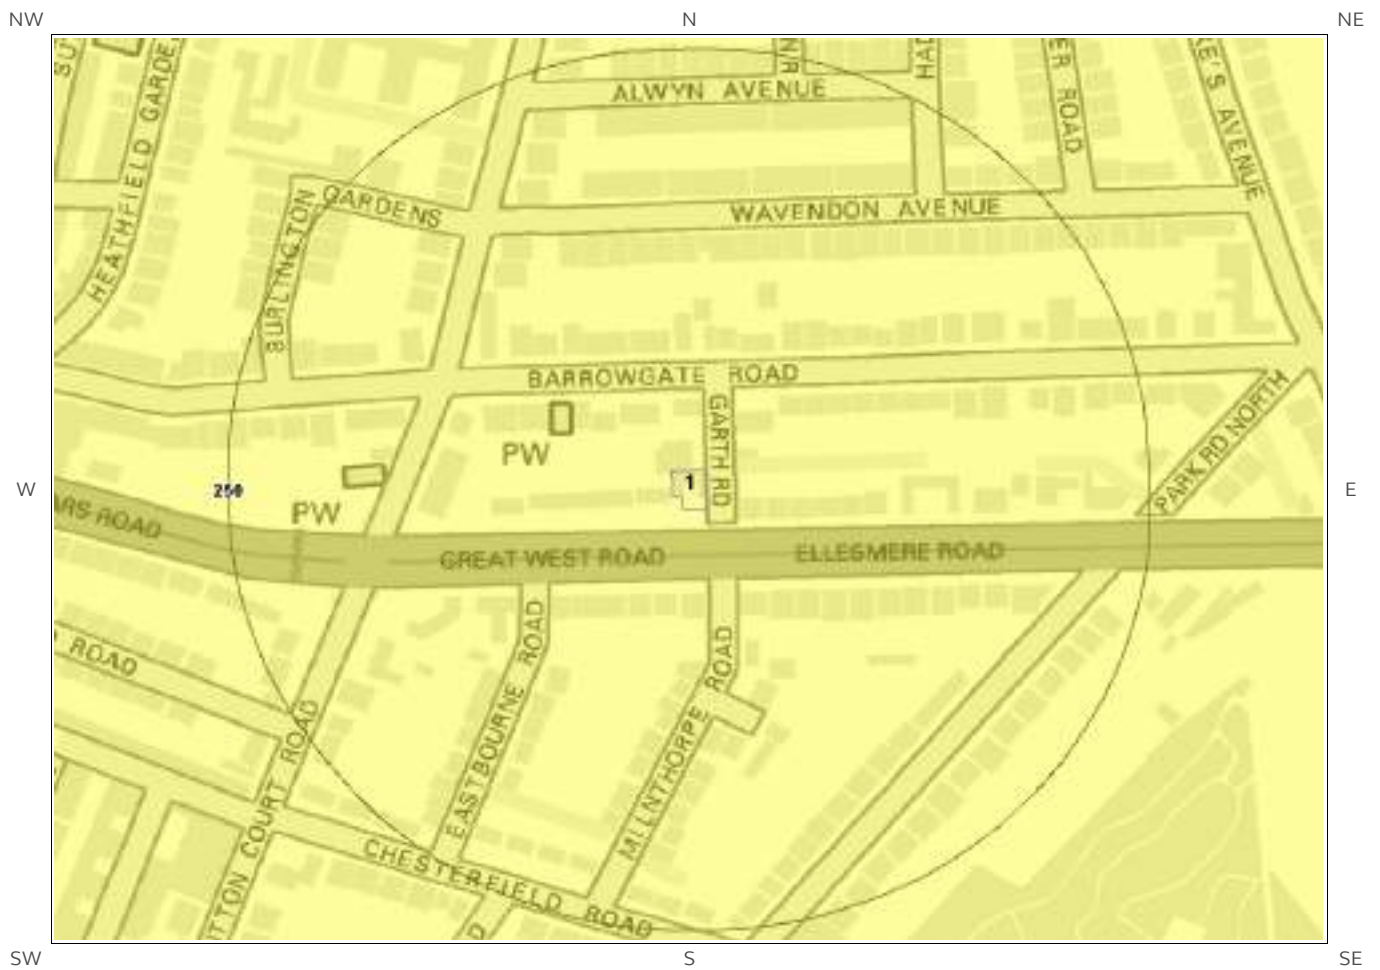 NW
N
NE
HEATHFIELD GARDE
ALWYN AVENUE
ER ROAD
KE'S AVENUE
BURLINGTON
GARDENS
WAVENDON AVENUE
BARROWGATE ROAD
GARTH RD
PARK RD NORTH
PW
PW
W
250
1
E
ARS ROAD
GREAT WEST ROAD
ELLESMERE ROAD
ROAD
EASTBOURNE ROAD
MILNTHORPE ROAD
TTON COURT ROAD
CHESTERFIELD ROAD
SW
S
SE